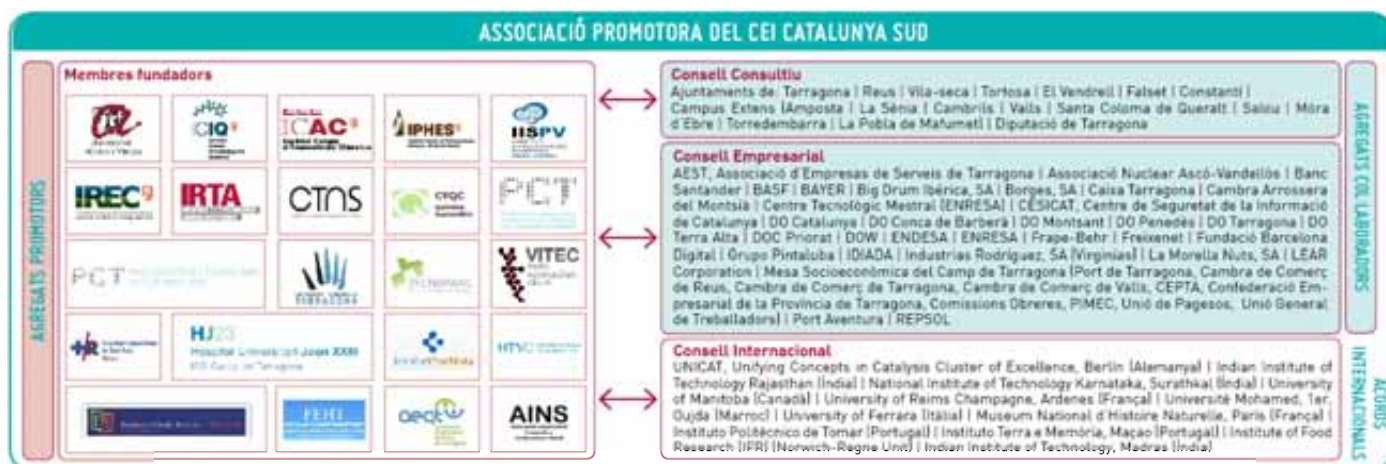 ASSOCIACIÓ PROMOTORA DEL CEI CATALUNYA SUD
AGREGATS PROMOTORS
Membres fundadors
CIQ
ICAC
IPHES
IISPV
IREC
IRTA
CTNS
CFQC
PCT
PCT
TARRAGONA
VITEC
HJ23
Hospital Universitari Joan XXIII
HTVC
FEHT
aeqt
AINS
Consell Consultiu
Ajuntaments de: Tarragona | Reus | Vila-seca | Tortosa | El Vendrell | Falset | Constantí |
Campus Extens (Amposta | La Sénia | Cambrils | Valls | Santa Coloma de Queralt | Salou | Móra
d'Ebre | Torredembarra | La Pobla de Mafumet) | Diputació de Tarragona
Consell Empresarial
AEST, Associació d'Empreses de Serveis de Tarragona | Associació Nuclear Ascó-Vandellòs | Banc
Santander | BASF | BAYER | Big Drum Ibérica, SA | Borges, SA | Caixa Tarragona | Cambra Arrossera
del Montsià | Centre Tecnològic Mestral (ENRESA) | CESICAT, Centre de Seguretat de la Informació
de Catalunya | DO Catalunya | DO Conca de Barberà | DO Montsant | DO Penedès | DO Tarragona | DO
Terra Alta | DOC Priorat | DOW | ENDESA | ENRESA | Frape-Behr | Freixenet | Fundació Barcelona
Digital | Grupo Pintaluba | IDIADA | Industrias Rodríguez, SA (Virginias) | La Morella Nuts, SA | LEAR
Corporation | Mesa Socioeconòmica del Camp de Tarragona (Port de Tarragona, Cambra de Comerç
de Reus, Cambra de Comerç de Tarragona, Cambra de Comerç de Valls, CEPTA, Confederació Em-
presarial de la Província de Tarragona, Comissions Obreres, PIMEC, Unió de Pagesos, Unió General
de Treballadors) | Port Aventura | REPSOL
AGREGATS COL·LABORADORS
Consell Internacional
UNICAT, Unifying Concepts in Catalysis Cluster of Excellence, Berlin (Alemanya) | Indian Institute of
Technology Rajasthan (Índia) | National Institute of Technology Karnataka, Surathkal (Índia) | University
of Manitoba (Canadà) | University of Reims Champagne, Ardenes (França) | Université Mohamed, 1er,
Oujda (Marroc) | University of Ferrara (Itàlia) | Museum National d'Histoire Naturelle, París (França) |
Instituto Politécnico de Tomar (Portugal) | Instituto Terra e Memória, Maçao (Portugal) | Institute of Food
Research (IFR) (Norwich-Regne Unit) | Indian Institute of Technology, Madras (Índia)
ACORDS
INTERNACIONALS